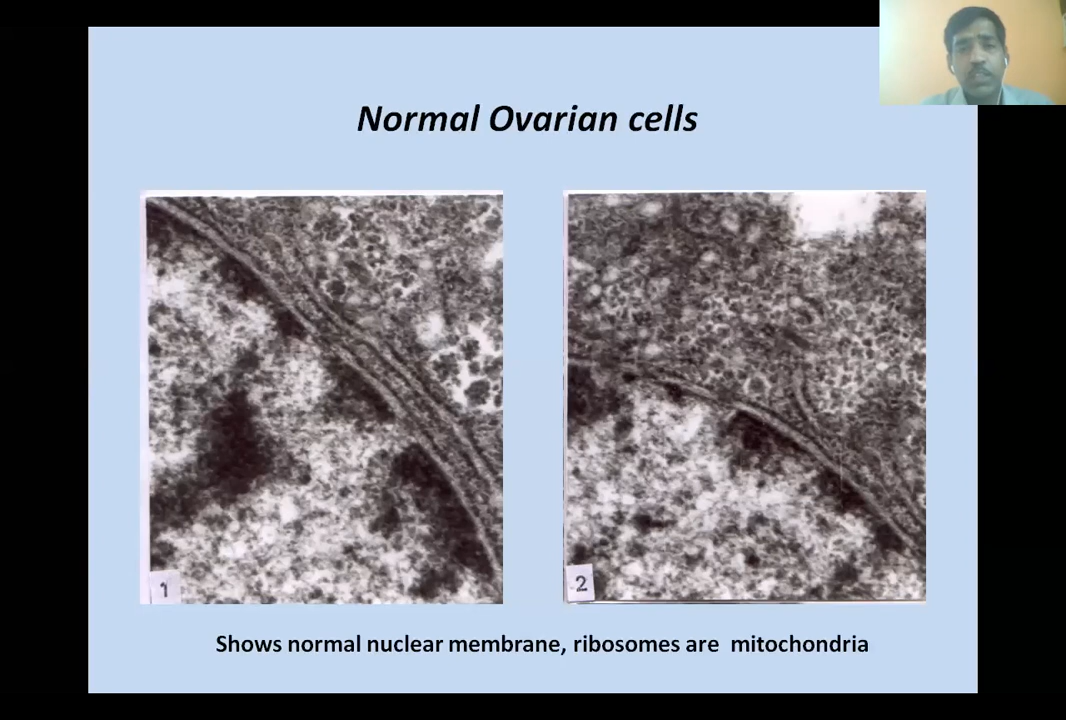 Normal Ovarian cells
1
2
Shows normal nuclear membrane, ribosomes are mitochondria